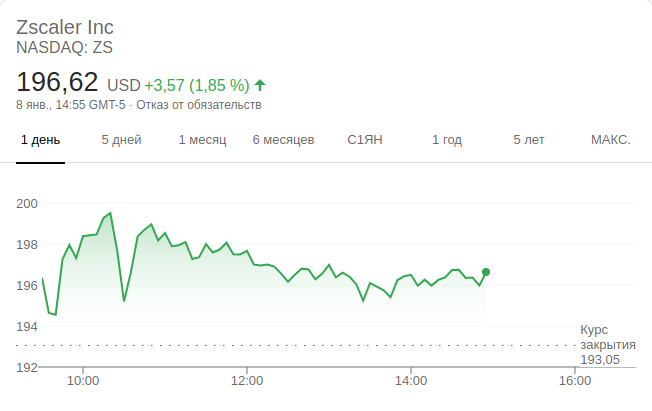 Zscaler Inc
NASDAQ: ZS
196,62 USD +3,57 (1,85 %)
8 янв., 14:55 GMT-5 · Отказ от обязательств
1 день 5 дней 1 месяц 6 месяцев С1ЯН 1 год 5 лет МАКС.
200
198
196
194
Курс
закрытия
193,05
192
10:00 12:00 14:00 16:00